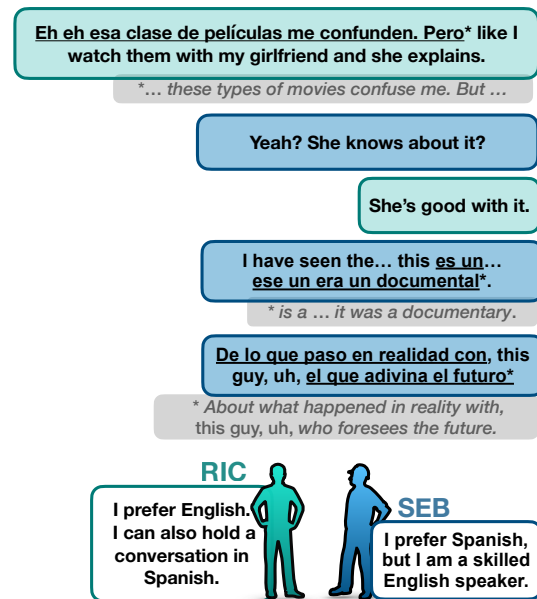 Eh eh esa clase de películas me confunden. Pero* like I
watch them with my girlfriend and she explains.
*… these types of movies confuse me. But …
Yeah? She knows about it?
She's good with it.
I have seen the… this es un…
ese un era un documental*.
* is a … it was a documentary.
De lo que paso en realidad con, this
guy, uh, el que adivina el futuro*
* About what happened in reality with,
this guy, uh, who foresees the future.
RIC
I prefer English.
I can also hold a
conversation in
Spanish.
SEB
I prefer Spanish,
but I am a skilled
English speaker.